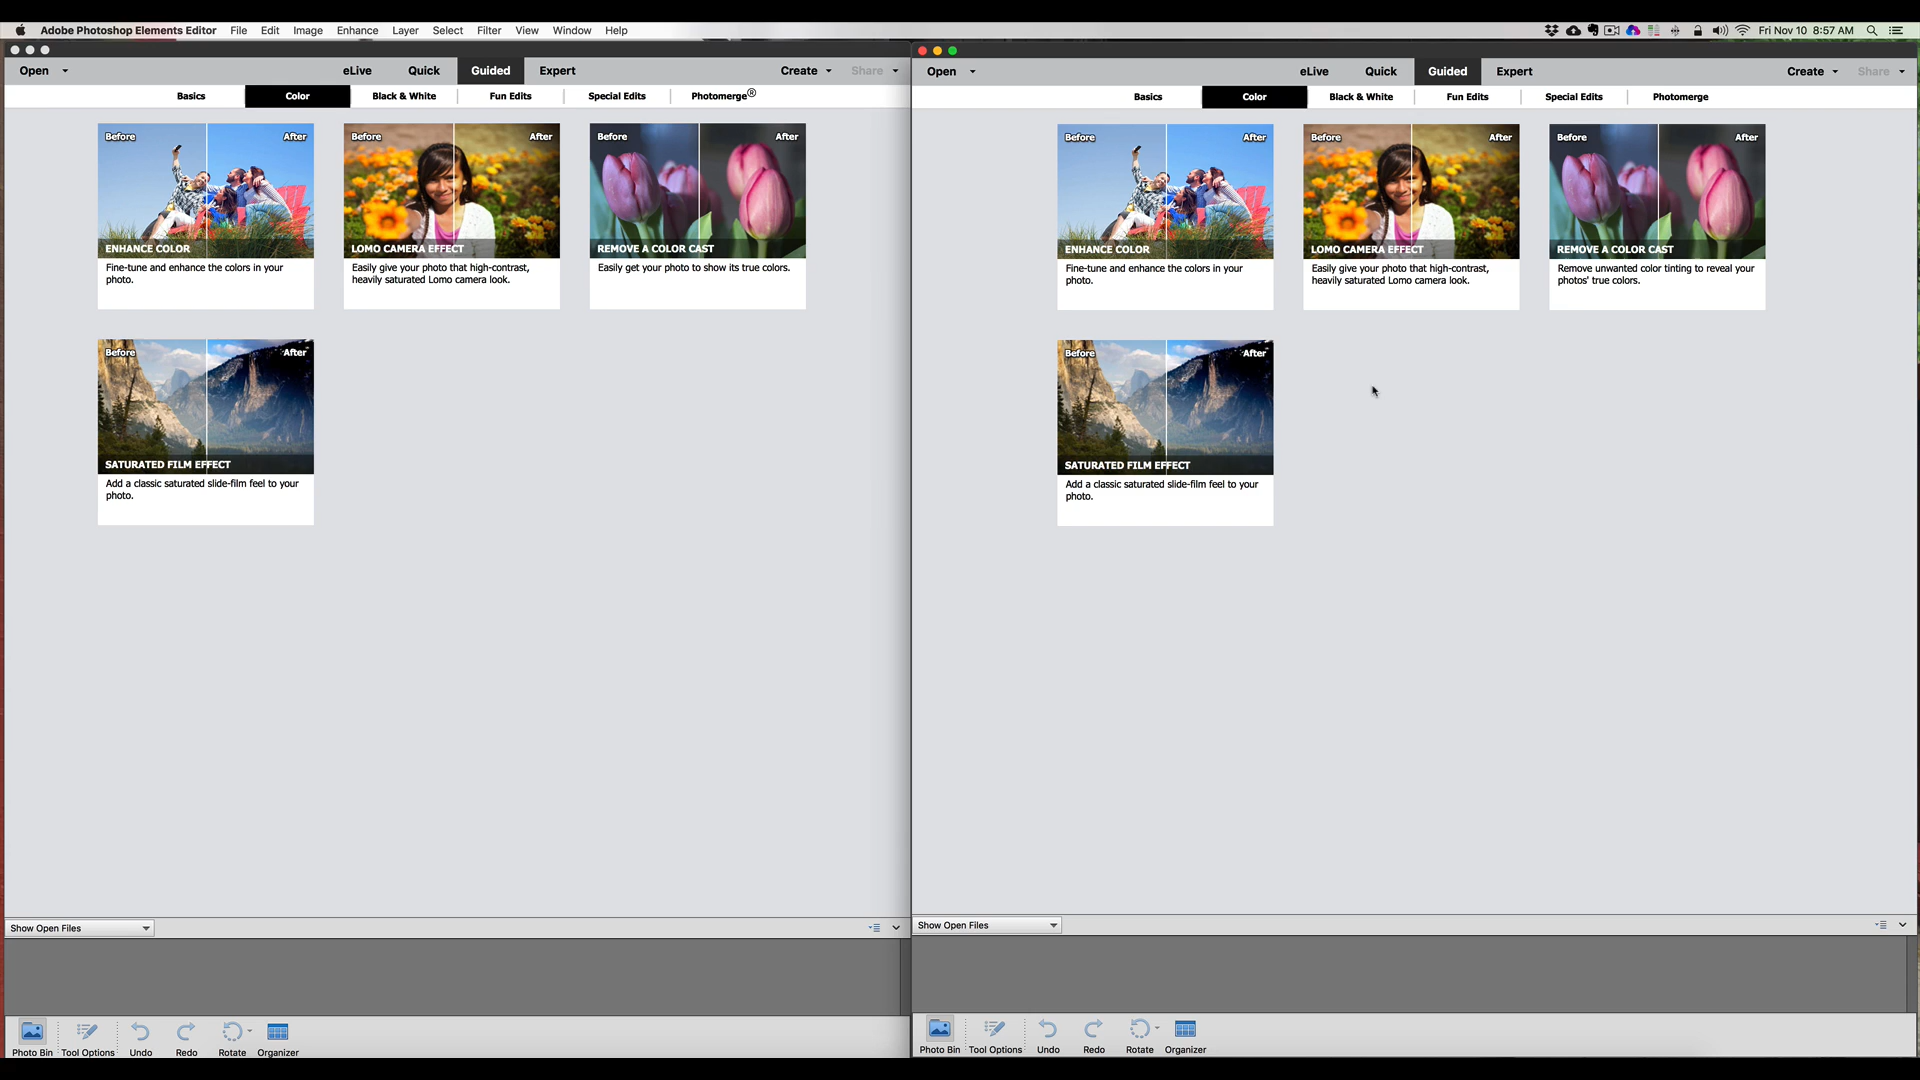 Adobe Photoshop Elements Editor File Edit Image Enhance Layer Select Filter View Window Help
Fri Nov 10 8:57 AM
Open eLive Quick Guided Expert Create Share
Basics Color Black & White Fun Edits Special Edits Photomerge®
Before After
ENHANCE COLOR
Fine-tune and enhance the colors in your
photo.
Before After
LOMO CAMERA EFFECT
Easily give your photo that high-contrast,
heavily saturated Lomo camera look.
Before After
REMOVE A COLOR CAST
Easily get your photo to show its true colors.
Before After
SATURATED FILM EFFECT
Add a classic saturated slide-film feel to your
photo.
Show Open Files
Photo Bin Tool Options Undo Redo Rotate Organizer
Open eLive Quick Guided Expert Create Share
Basics Color Black & White Fun Edits Special Edits Photomerge
Before After
ENHANCE COLOR
Fine-tune and enhance the colors in your
photo.
Before After
LOMO CAMERA EFFECT
Easily give your photo that high-contrast,
heavily saturated Lomo camera look.
Before After
REMOVE A COLOR CAST
Remove unwanted color tinting to reveal your
photos' true colors.
Before After
SATURATED FILM EFFECT
Add a classic saturated slide-film feel to your
photo.
Show Open Files
Photo Bin Tool Options Undo Redo Rotate Organizer